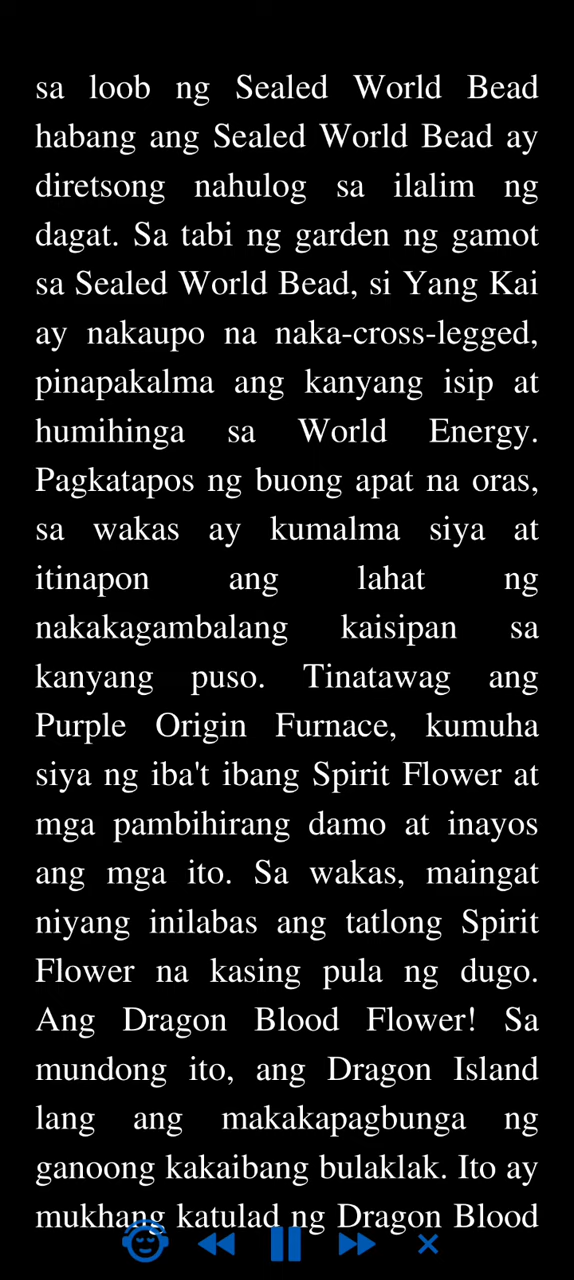 sa loob ng Sealed World Bead
habang ang Sealed World Bead ay
diretsong nahulog sa ilalim ng
dagat. Sa tabi ng garden ng gamot
sa Sealed World Bead, si Yang Kai
ay nakaupo na naka-cross-legged,
pinapakalma ang kanyang isip at
humihinga sa World Energy.
Pagkatapos ng buong apat na oras,
sa wakas ay kumalma siya at
itinapon ang lahat ng
nakakagambalang kaisipan sa
kanyang puso. Tinatawag ang
Purple Origin Furnace, kumuha
siya ng iba't ibang Spirit Flower at
mga pambihirang damo at inayos
ang mga ito. Sa wakas, maingat
niyang inilabas ang tatlong Spirit
Flower na kasing pula ng dugo.
Ang Dragon Blood Flower! Sa
mundong ito, ang Dragon Island
lang ang makakapagbunga ng
ganoong kakaibang bulaklak. Ito ay
mukhang katulad ng Dragon Blood